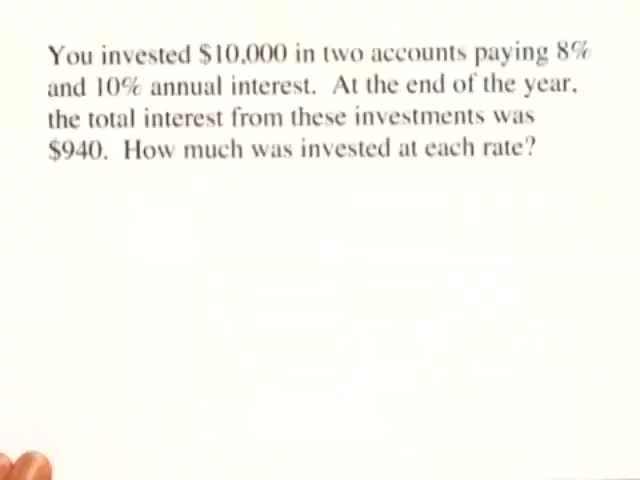 You invested $10,000 in two accounts paying 8%
and 10% annual interest. At the end of the year,
the total interest from these investments was
$940. How much was invested at each rate?